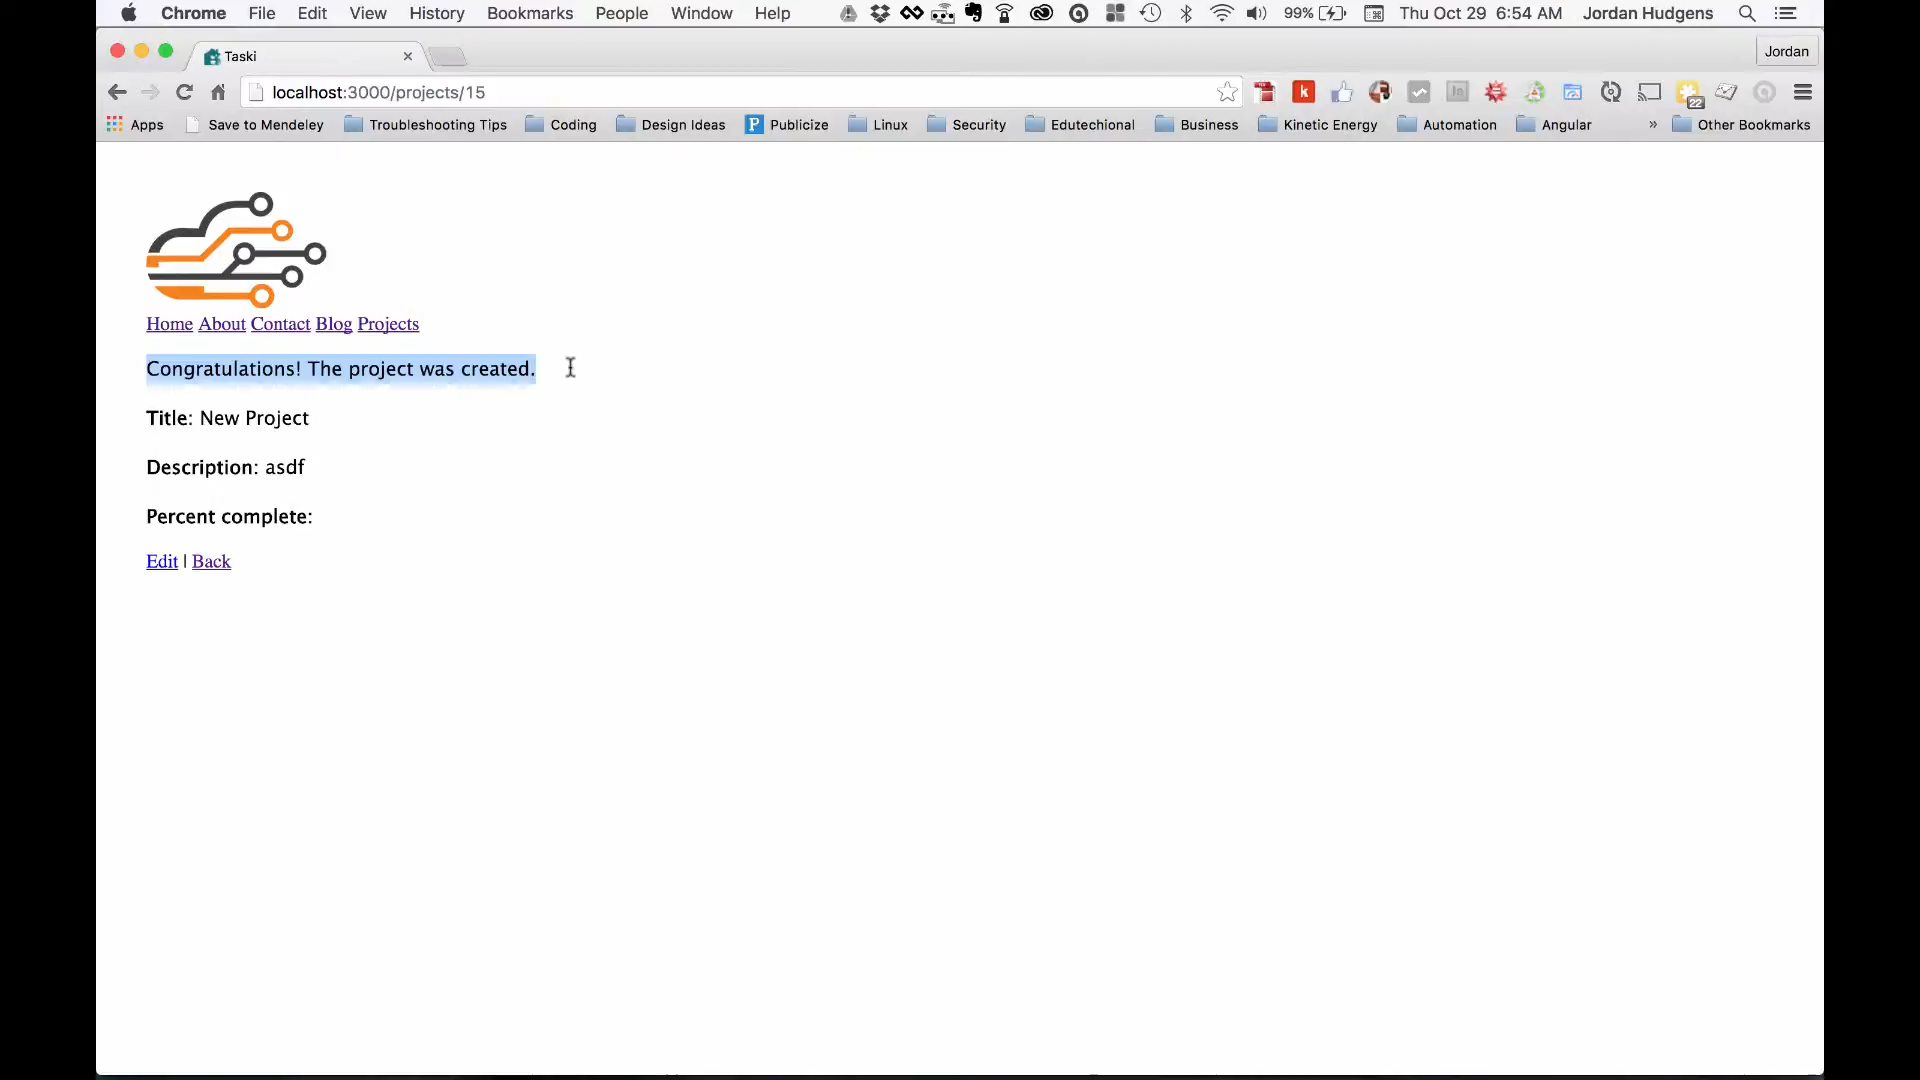 Chrome File Edit View History Bookmarks People Window Help 99% Thu Oct 29 6:54 AM Jordan Hudgens
Taski Jordan
localhost:3000/projects/15 22
Apps Save to Mendeley Troubleshooting Tips Coding Design Ideas Publicize Linux Security Edutechional Business Kinetic Energy Automation Angular » Other Bookmarks
Home About Contact Blog Projects
Congratulations! The project was created.
Title: New Project
Description: asdf
Percent complete:
Edit | Back